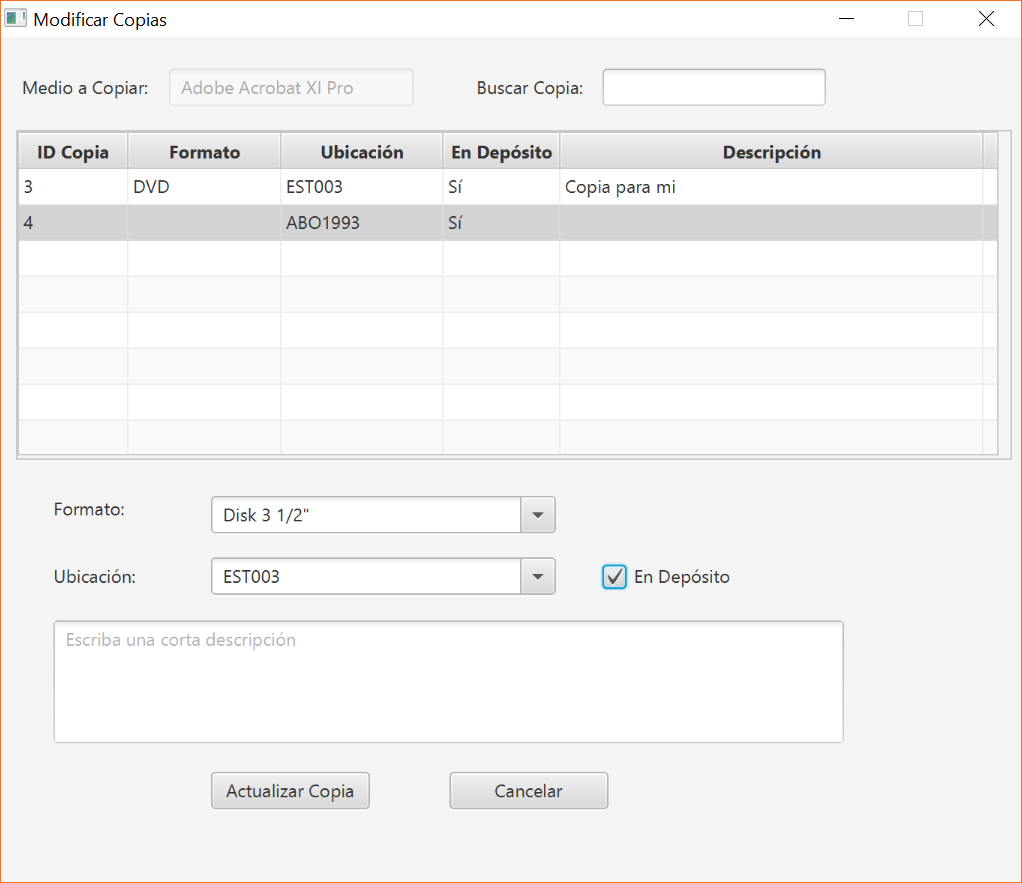 Modificar Copias
Medio a Copiar: Adobe Acrobat XI Pro Buscar Copia:
ID Copia Formato Ubicación En Depósito Descripción
3 DVD EST003 Sí Copia para mi
4 ABO1993 Sí
Formato: Disk 3 1/2"
Ubicación: EST003 En Depósito
Escriba una corta descripción
Actualizar Copia Cancelar